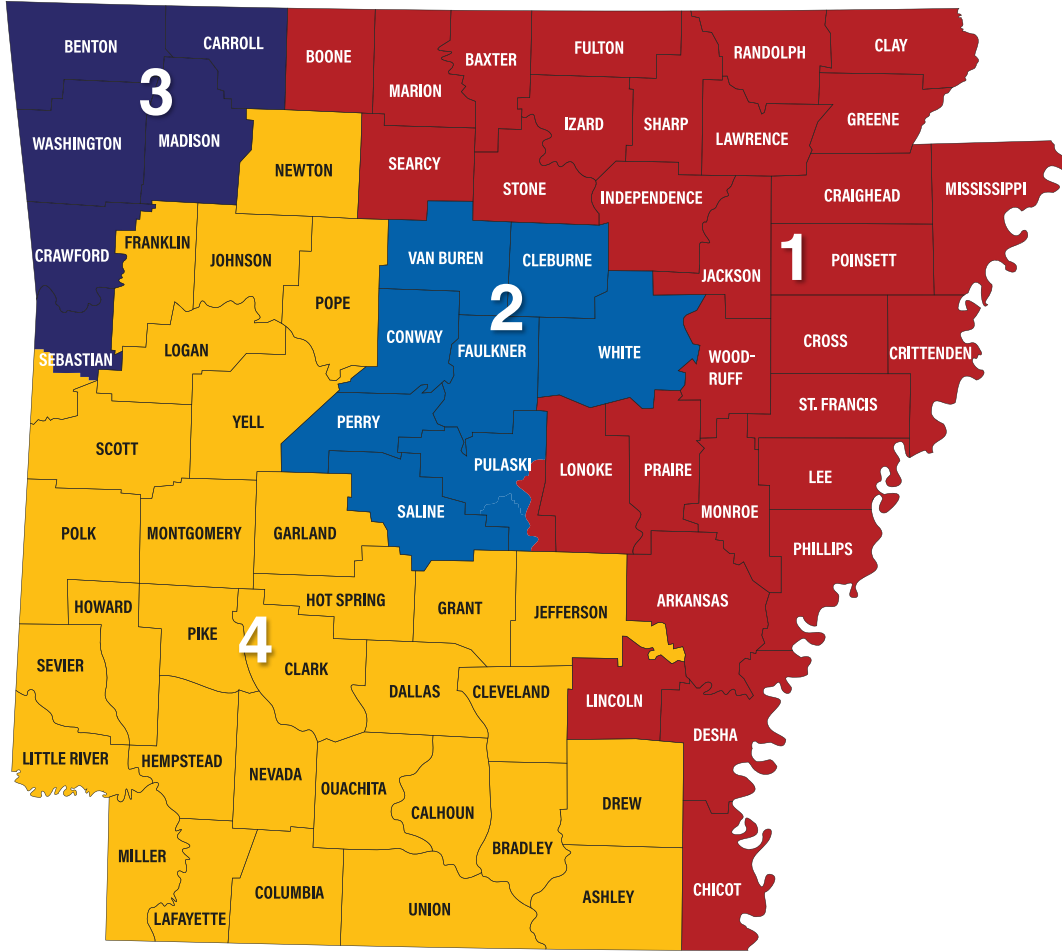 BENTON
CARROLL
BOONE
BAXTER
FULTON
RANDOLPH
CLAY
3
MARION
IZARD
SHARP
LAWRENCE
GREENE
WASHINGTON
MADISON
NEWTON
SEARCY
STONE
INDEPENDENCE
CRAIGHEAD
MISSISSIPPI
CRAWFORD
FRANKLIN
JOHNSON
VAN BUREN
CLEBURNE
JACKSON
1
POINSETT
POPE
2
SEBASTIAN
LOGAN
CONWAY
FAULKNER
WHITE
WOOD-
RUFF
CROSS
CRITTENDEN
SCOTT
YELL
PERRY
ST. FRANCIS
PULASKI
LONOKE
PRAIRE
LEE
POLK
MONTGOMERY
GARLAND
SALINE
MONROE
PHILLIPS
HOWARD
HOT SPRING
GRANT
JEFFERSON
ARKANSAS
PIKE
4
SEVIER
CLARK
DALLAS
CLEVELAND
LINCOLN
DESHA
LITTLE RIVER
HEMPSTEAD
NEVADA
OUACHITA
CALHOUN
DREW
MILLER
BRADLEY
LAFAYETTE
COLUMBIA
UNION
ASHLEY
CHICOT